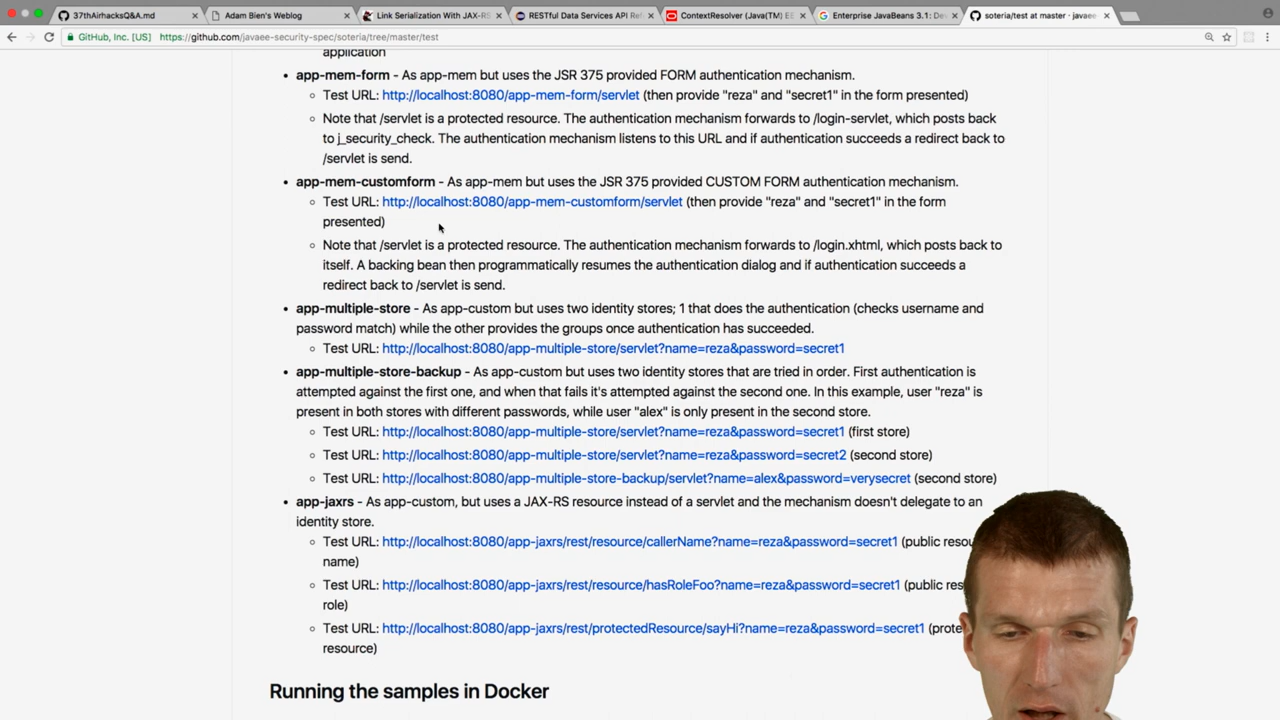 37thAirhacksQ&A.md
Adam Bien's Weblog
Link Serialization With JAX-RS
RESTful Data Services API Re
ContextResolver (Java(TM) EE
Enterprise JavaBeans 3.1: De
soteria/test at master · javaee
GitHub, Inc. [US] https://github.com/javaee-security-spec/soteria/tree/master/test
application
app-mem-form - As app-mem but uses the JSR 375 provided FORM authentication mechanism.
Test URL: http://localhost:8080/app-mem-form/servlet (then provide "reza" and "secret1" in the form presented)
Note that /servlet is a protected resource. The authentication mechanism forwards to /login-servlet, which posts back
to j_security_check. The authentication mechanism listens to this URL and if authentication succeeds a redirect back to
/servlet is send.
app-mem-customform - As app-mem but uses the JSR 375 provided CUSTOM FORM authentication mechanism.
Test URL: http://localhost:8080/app-mem-customform/servlet (then provide "reza" and "secret1" in the form
presented)
Note that /servlet is a protected resource. The authentication mechanism forwards to /login.xhtml, which posts back to
itself. A backing bean then programmatically resumes the authentication dialog and if authentication succeeds a
redirect back to /servlet is send.
app-multiple-store - As app-custom but uses two identity stores; 1 that does the authentication (checks username and
password match) while the other provides the groups once authentication has succeeded.
Test URL: http://localhost:8080/app-multiple-store/servlet?name=reza&password=secret1
app-multiple-store-backup - As app-custom but uses two identity stores that are tried in order. First authentication is
attempted against the first one, and when that fails it's attempted against the second one. In this example, user "reza" is
present in both stores with different passwords, while user "alex" is only present in the second store.
Test URL: http://localhost:8080/app-multiple-store/servlet?name=reza&password=secret1 (first store)
Test URL: http://localhost:8080/app-multiple-store/servlet?name=reza&password=secret2 (second store)
Test URL: http://localhost:8080/app-multiple-store-backup/servlet?name=alex&password=verysecret (second store)
app-jaxrs - As app-custom, but uses a JAX-RS resource instead of a servlet and the mechanism doesn't delegate to an
identity store.
Test URL: http://localhost:8080/app-jaxrs/rest/resource/callerName?name=reza&password=secret1 (public resou
name)
Test URL: http://localhost:8080/app-jaxrs/rest/resource/hasRoleFoo?name=reza&password=secret1 (public res
role)
Test URL: http://localhost:8080/app-jaxrs/rest/protectedResource/sayHi?name=reza&password=secret1 (prote
resource)
Running the samples in Docker